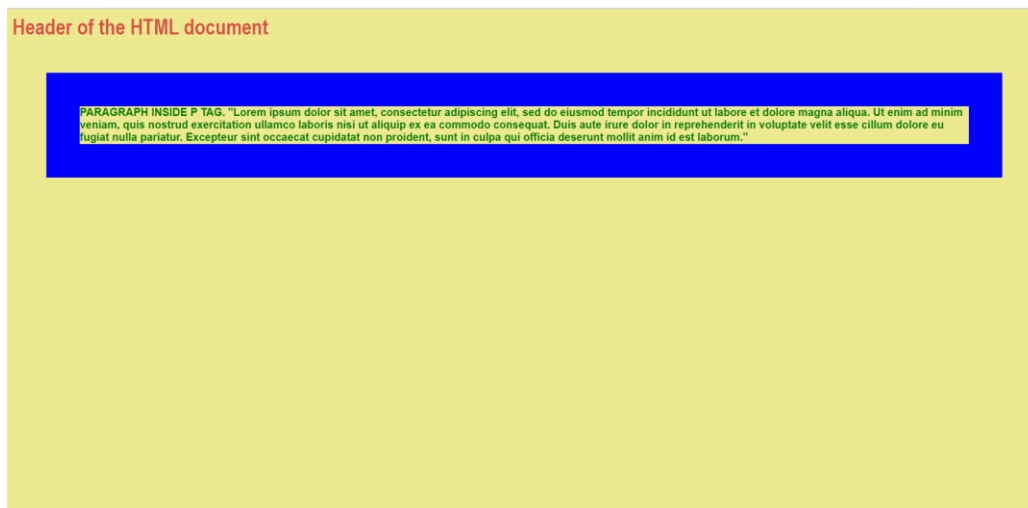 Header of the HTML document
PARAGRAPH INSIDE P TAG. "Lorem ipsum dolor sit amet, consectetur adipiscing elit, sed do eiusmod tempor incididunt ut labore et dolore magna aliqua. Ut enim ad minim
veniam, quis nostrud exercitation ullamco laboris nisi ut aliquip ex ea commodo consequat. Duis aute irure dolor in reprehenderit in voluptate velit esse cillum dolore eu
fugiat nulla pariatur. Excepteur sint occaecat cupidatat non proident, sunt in culpa qui officia deserunt mollit anim id est laborum."